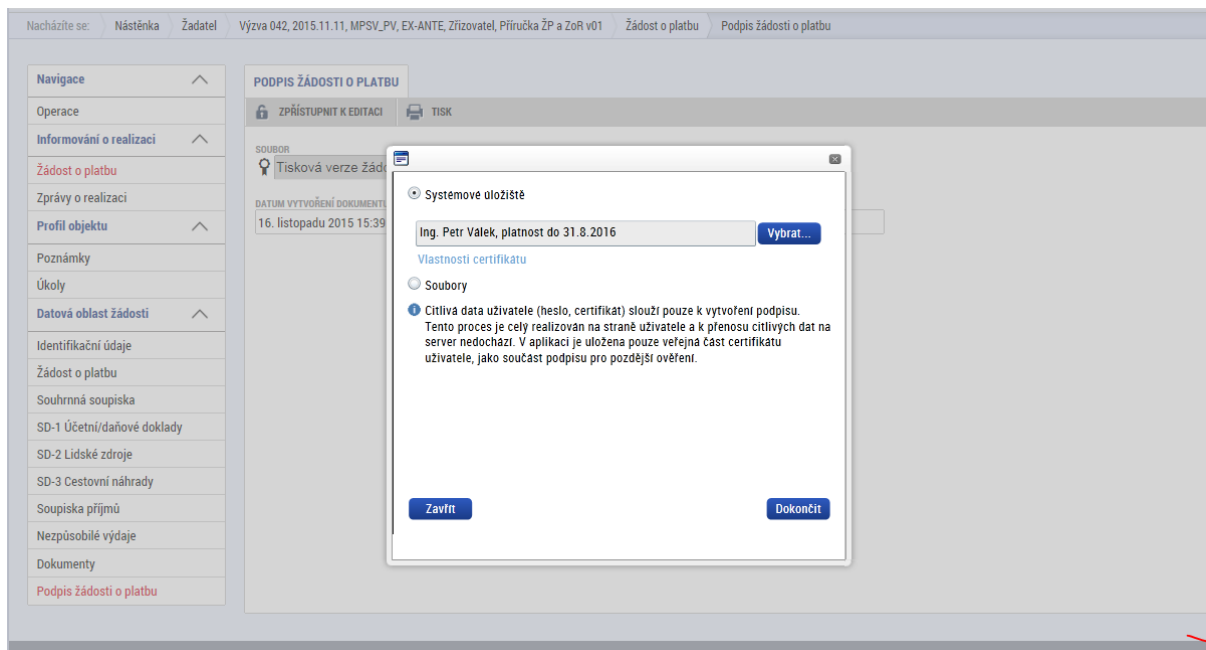 Nacházíte se: Nástěnka Žadatel Výzva 042, 2015.11.11, MPSV_PV, EX-ANTE, Zřizovatel, Příručka ŽP a ZoR v01 Žádost o platbu Podpis žádosti o platbu
Navigace
Operace
Informování o realizaci
Žádost o platbu
Zprávy o realizaci
Profil objektu
Poznámky
Úkoly
Datová oblast žádosti
Identifikační údaje
Žádost o platbu
Souhrnná soupiska
SD-1 Účetní/daňové doklady
SD-2 Lidské zdroje
SD-3 Cestovní náhrady
Soupiska příjmů
Nezpůsobilé výdaje
Dokumenty
Podpis žádosti o platbu
PODPIS ŽÁDOSTI O PLATBU
ZPŘÍSTUPNIT K EDITACI TISK
SOUBOR
Tisková verze žádo
DATUM VYTVOŘENÍ DOKUMENTU
16. listopadu 2015 15:39
Systémové úložiště
Ing. Petr Válek, platnost do 31.8.2016 Vybrat...
Vlastnosti certifikátu
Soubory
Citlivá data uživatele (heslo, certifikát) slouží pouze k vytvoření podpisu.
Tento proces je celý realizován na straně uživatele a k přenosu citlivých dat na
server nedochází. V aplikaci je uložena pouze veřejná část certifikátu
uživatele, jako součást podpisu pro pozdější ověření.
Zavřít Dokončit